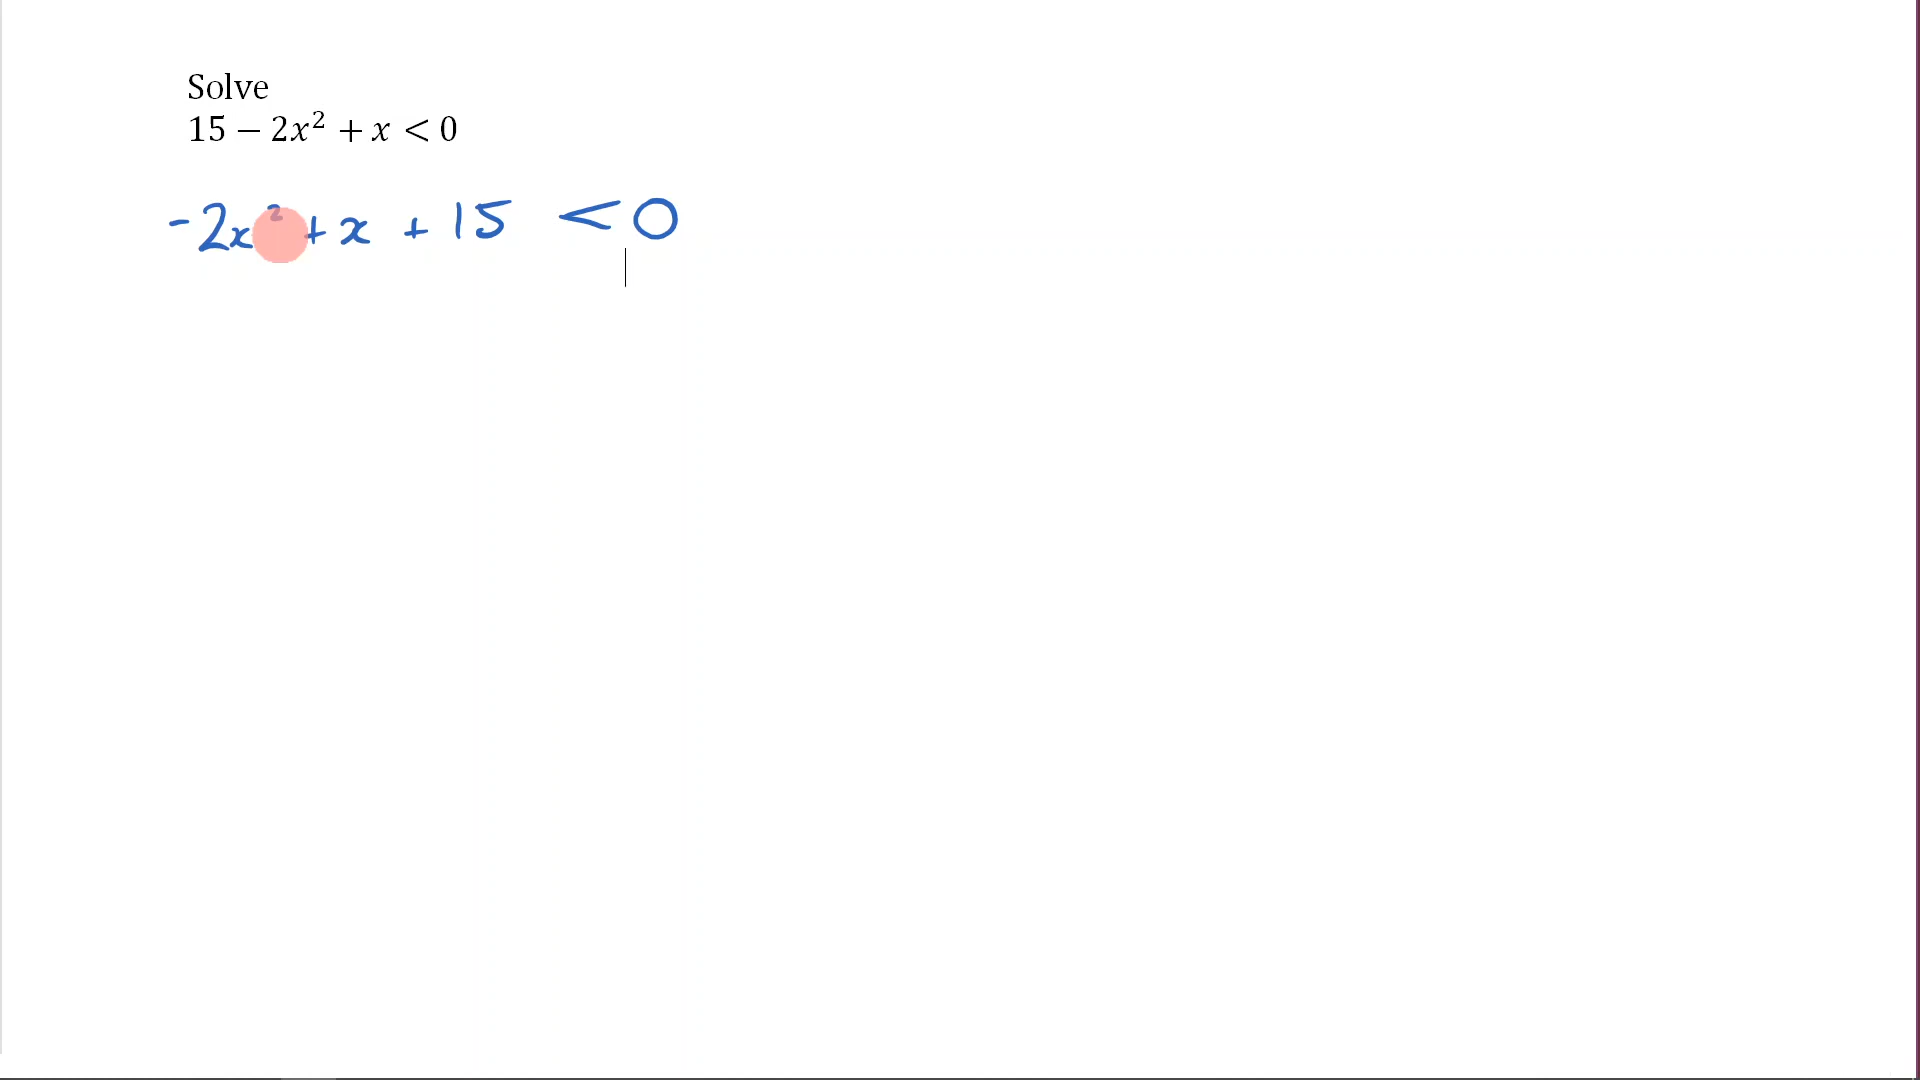 Solve
15 − 2x² + x < 0
-2x² + x + 15 < 0